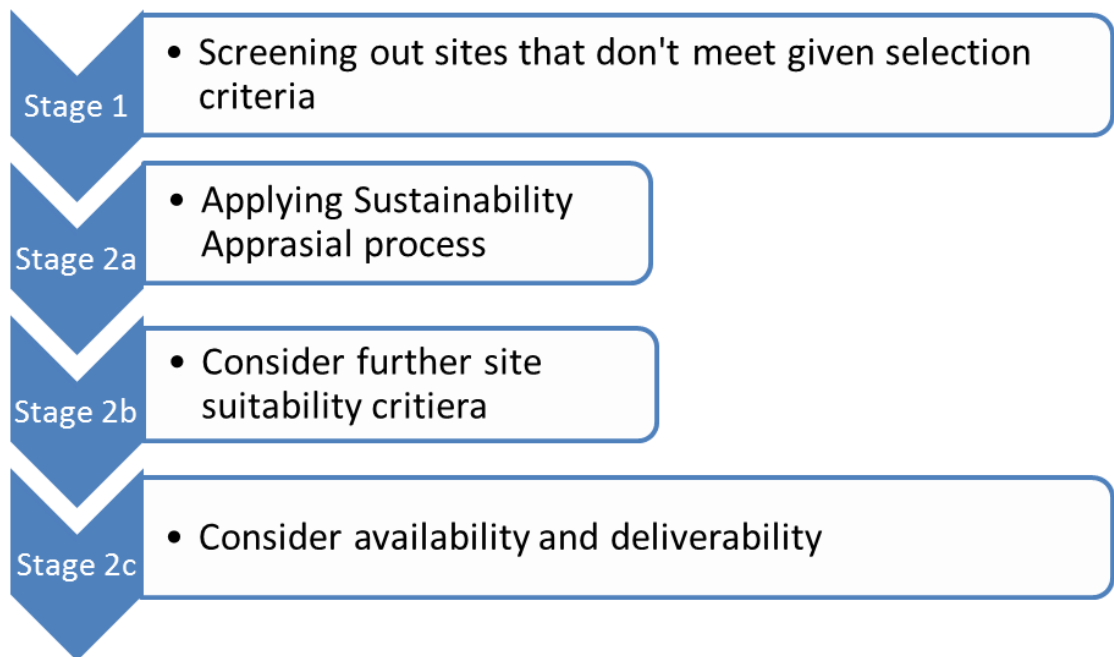 Stage 1
• Screening out sites that don't meet given selection
criteria
Stage 2a
• Applying Sustainability
Apprasial process
Stage 2b
• Consider further site
suitability critiera
Stage 2c
• Consider availability and deliverability